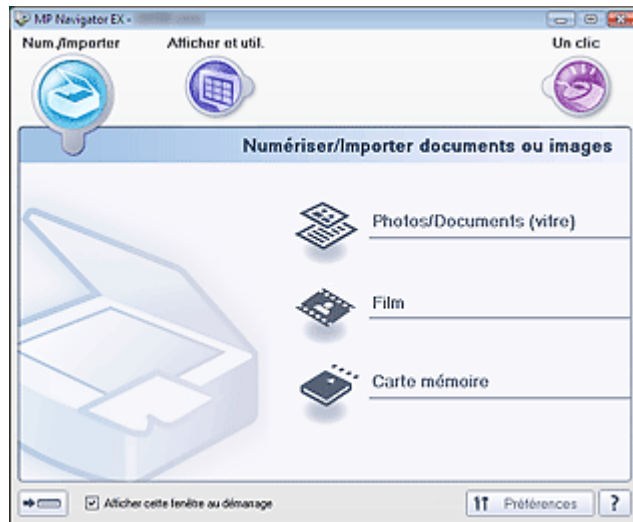 MP Navigator EX -
Num./Importer
Afficher et util.
Un clic
Numériser/Importer documents ou images
Photos/Documents (vitre)
Film
Carte mémoire
Afficher cette fenêtre au démarrage
Préférences
?